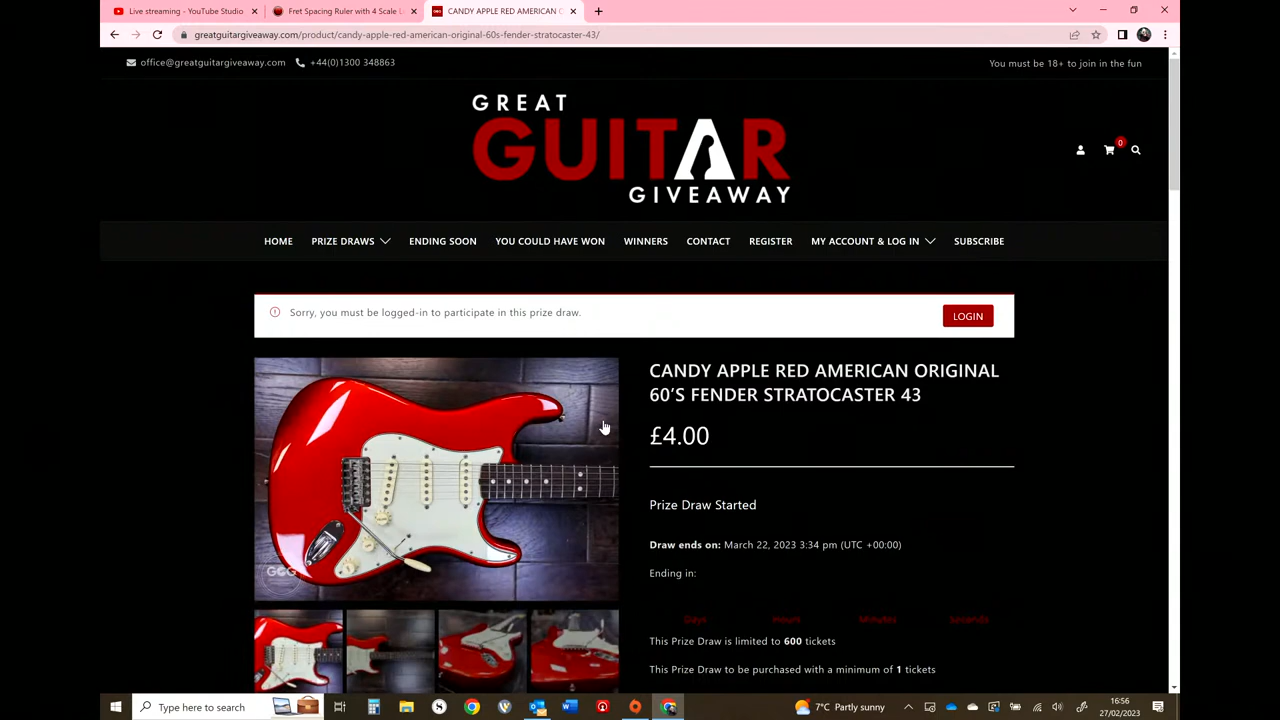 Live streaming - YouTube Studio
Fret Spacing Ruler with 4 Scale L
CANDY APPLE RED AMERICAN O
greatguitargiveaway.com/product/candy-apple-red-american-original-60s-fender-stratocaster-43/
office@greatguitargiveaway.com
+44(0)1300 348863
You must be 18+ to join in the fun
GREAT
GUITAR
GIVEAWAY
0
HOME
PRIZE DRAWS
ENDING SOON
YOU COULD HAVE WON
WINNERS
CONTACT
REGISTER
MY ACCOUNT & LOG IN
SUBSCRIBE
Sorry, you must be logged-in to participate in this prize draw.
LOGIN
CANDY APPLE RED AMERICAN ORIGINAL
60’S FENDER STRATOCASTER 43
£4.00
Prize Draw Started
Draw ends on: March 22, 2023 3:34 pm (UTC +00:00)
Ending in:
Days Hours Minutes Seconds
This Prize Draw is limited to 600 tickets
This Prize Draw to be purchased with a minimum of 1 tickets
GGG
Type here to search
7°C Partly sunny
16:56
27/02/2023